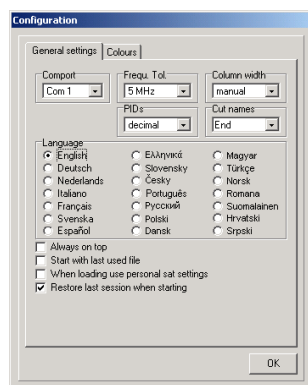 Configuration
General settings
Colours
Comport
Frequ. Tol.
Column width
Com 1
5 MHz
manual
PIDs
Cut names
decimal
End
Language
English
Ελληνικά
Magyar
Deutsch
Slovensky
Türkçe
Nederlands
Česky
Norsk
Italiano
Português
Romana
Français
Русский
Suomalainen
Svenska
Polski
Hrvatski
Español
Dansk
Srpski
Always on top
Start with last used file
When loading use personal sat settings
Restore last session when starting
OK